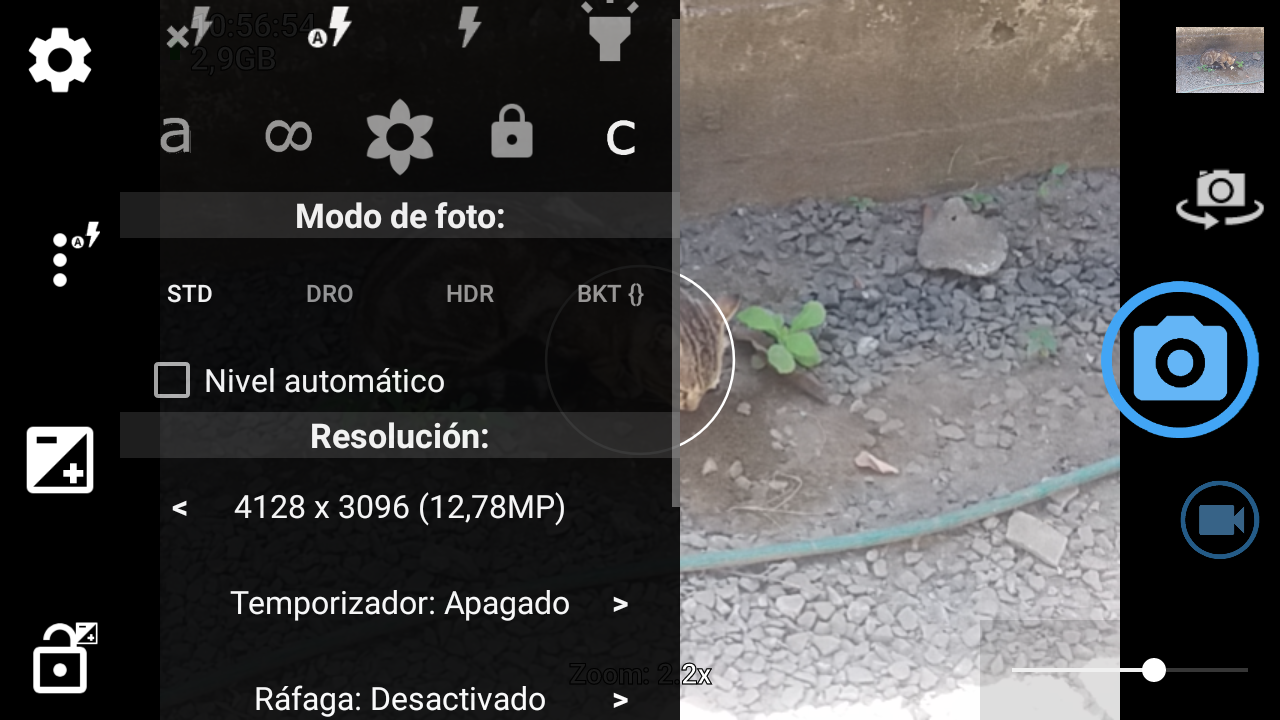 10:56:54
2,9GB
A
a
C
Modo de foto:
STD DRO HDR BKT {}
A
Nivel automático
Resolución:
< 4128 x 3096 (12,78MP)
Temporizador: Apagado >
Zoom: 2.2x
Ráfaga: Desactivado >